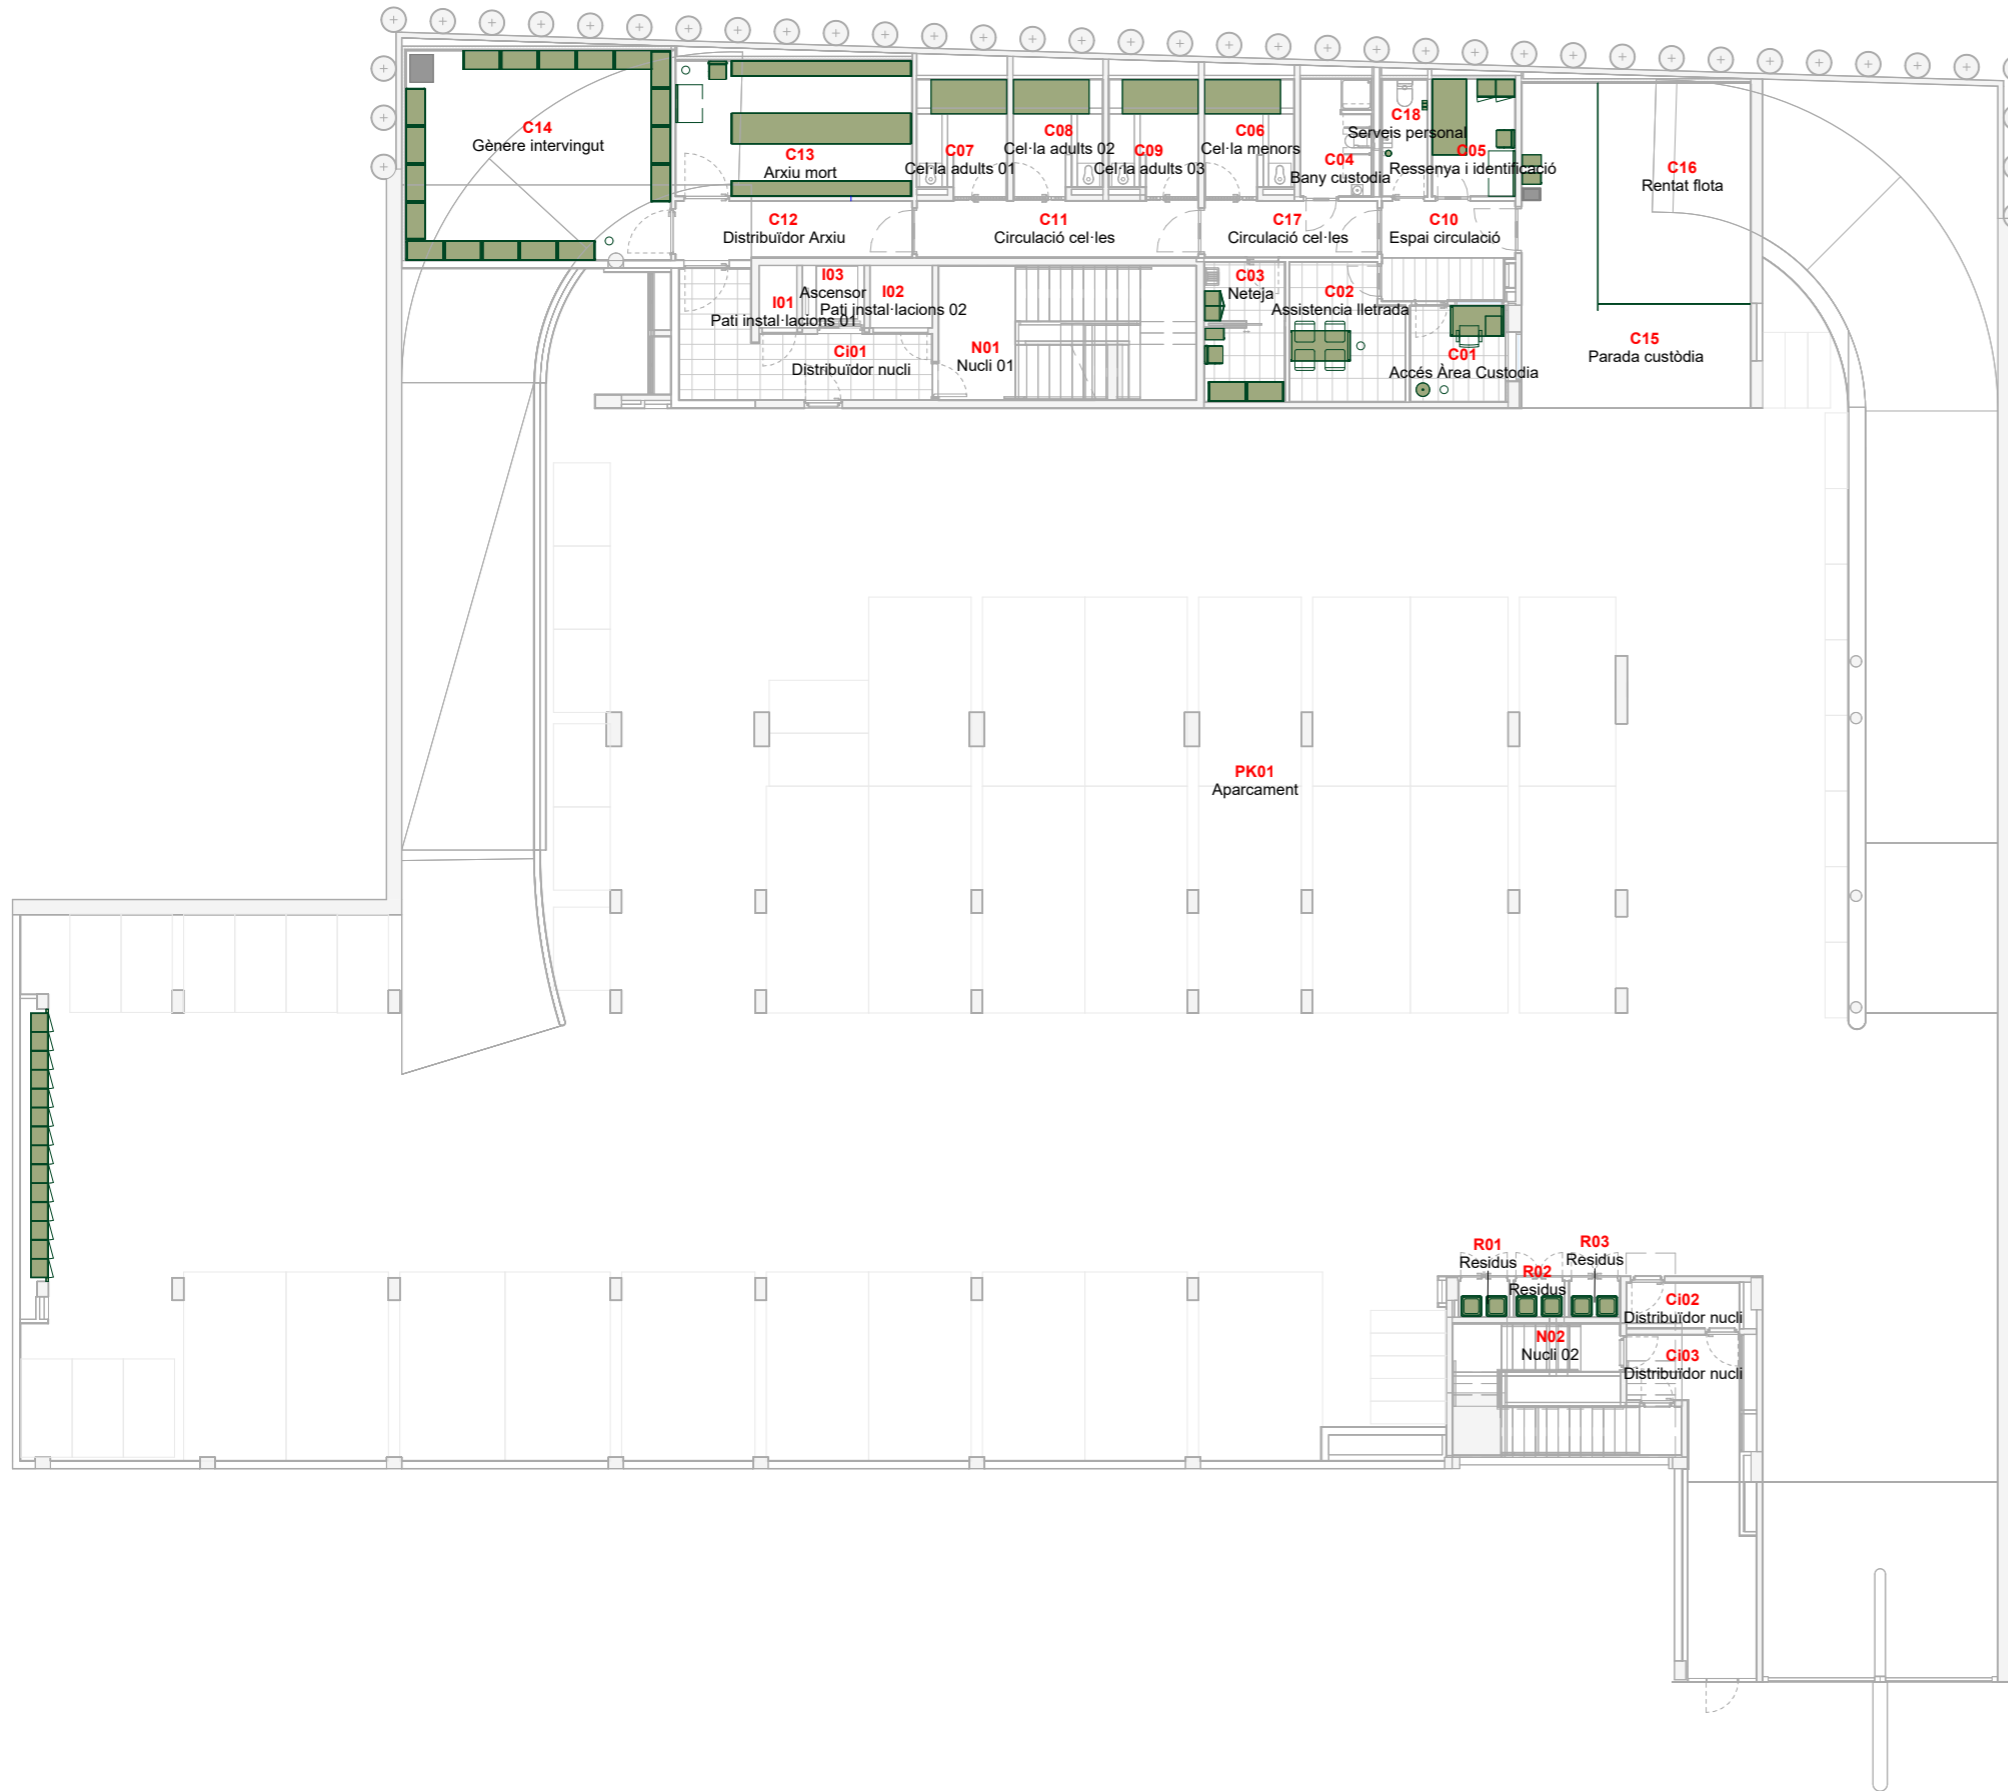 C14
Gènere intervingut
C13
Arxiu mort
C07
Cel·la adults 01
C08
Cel·la adults 02
C09
Cel·la adults 03
C06
Cel·la menors
C04
Bany custodia
C18
Serveis personal
C05
Ressenya i identificació
C16
Rentat flota
C12
Distribuïdor Arxiu
C11
Circulació cel·les
C17
Circulació cel·les
C10
Espai circulació
I03
Ascensor
I01
Pati instal·lacions 01
I02
Pati instal·lacions 02
C03
Neteja
C02
Assistencia lletrada
Ci01
Distribuïdor nucli
N01
Nucli 01
C01
Accés Àrea Custodia
C15
Parada custòdia
PK01
Aparcament
R01
Residus
R02
Residus
R03
Residus
Ci02
Distribuïdor nucli
N02
Nucli 02
Ci03
Distribuïdor nucli